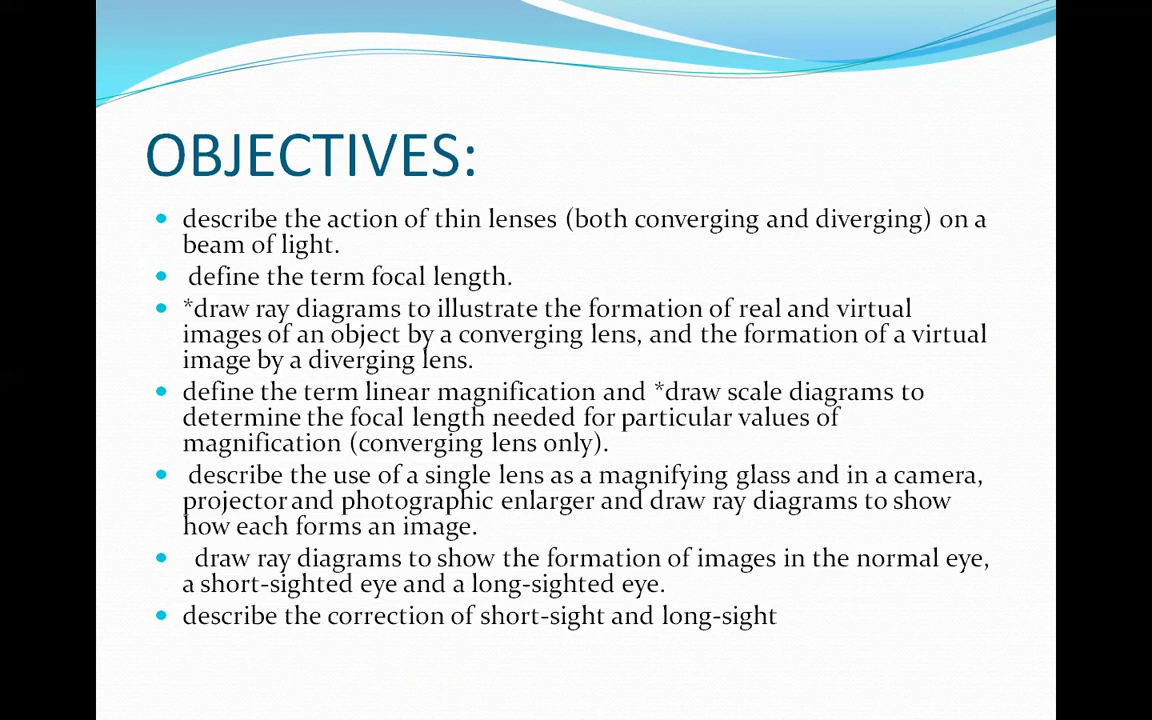 OBJECTIVES:
describe the action of thin lenses (both converging and diverging) on a
beam of light.
define the term focal length.
*draw ray diagrams to illustrate the formation of real and virtual
images of an object by a converging lens, and the formation of a virtual
image by a diverging lens.
define the term linear magnification and *draw scale diagrams to
determine the focal length needed for particular values of
magnification (converging lens only).
describe the use of a single lens as a magnifying glass and in a camera,
projector and photographic enlarger and draw ray diagrams to show
how each forms an image.
draw ray diagrams to show the formation of images in the normal eye,
a short-sighted eye and a long-sighted eye.
describe the correction of short-sight and long-sight